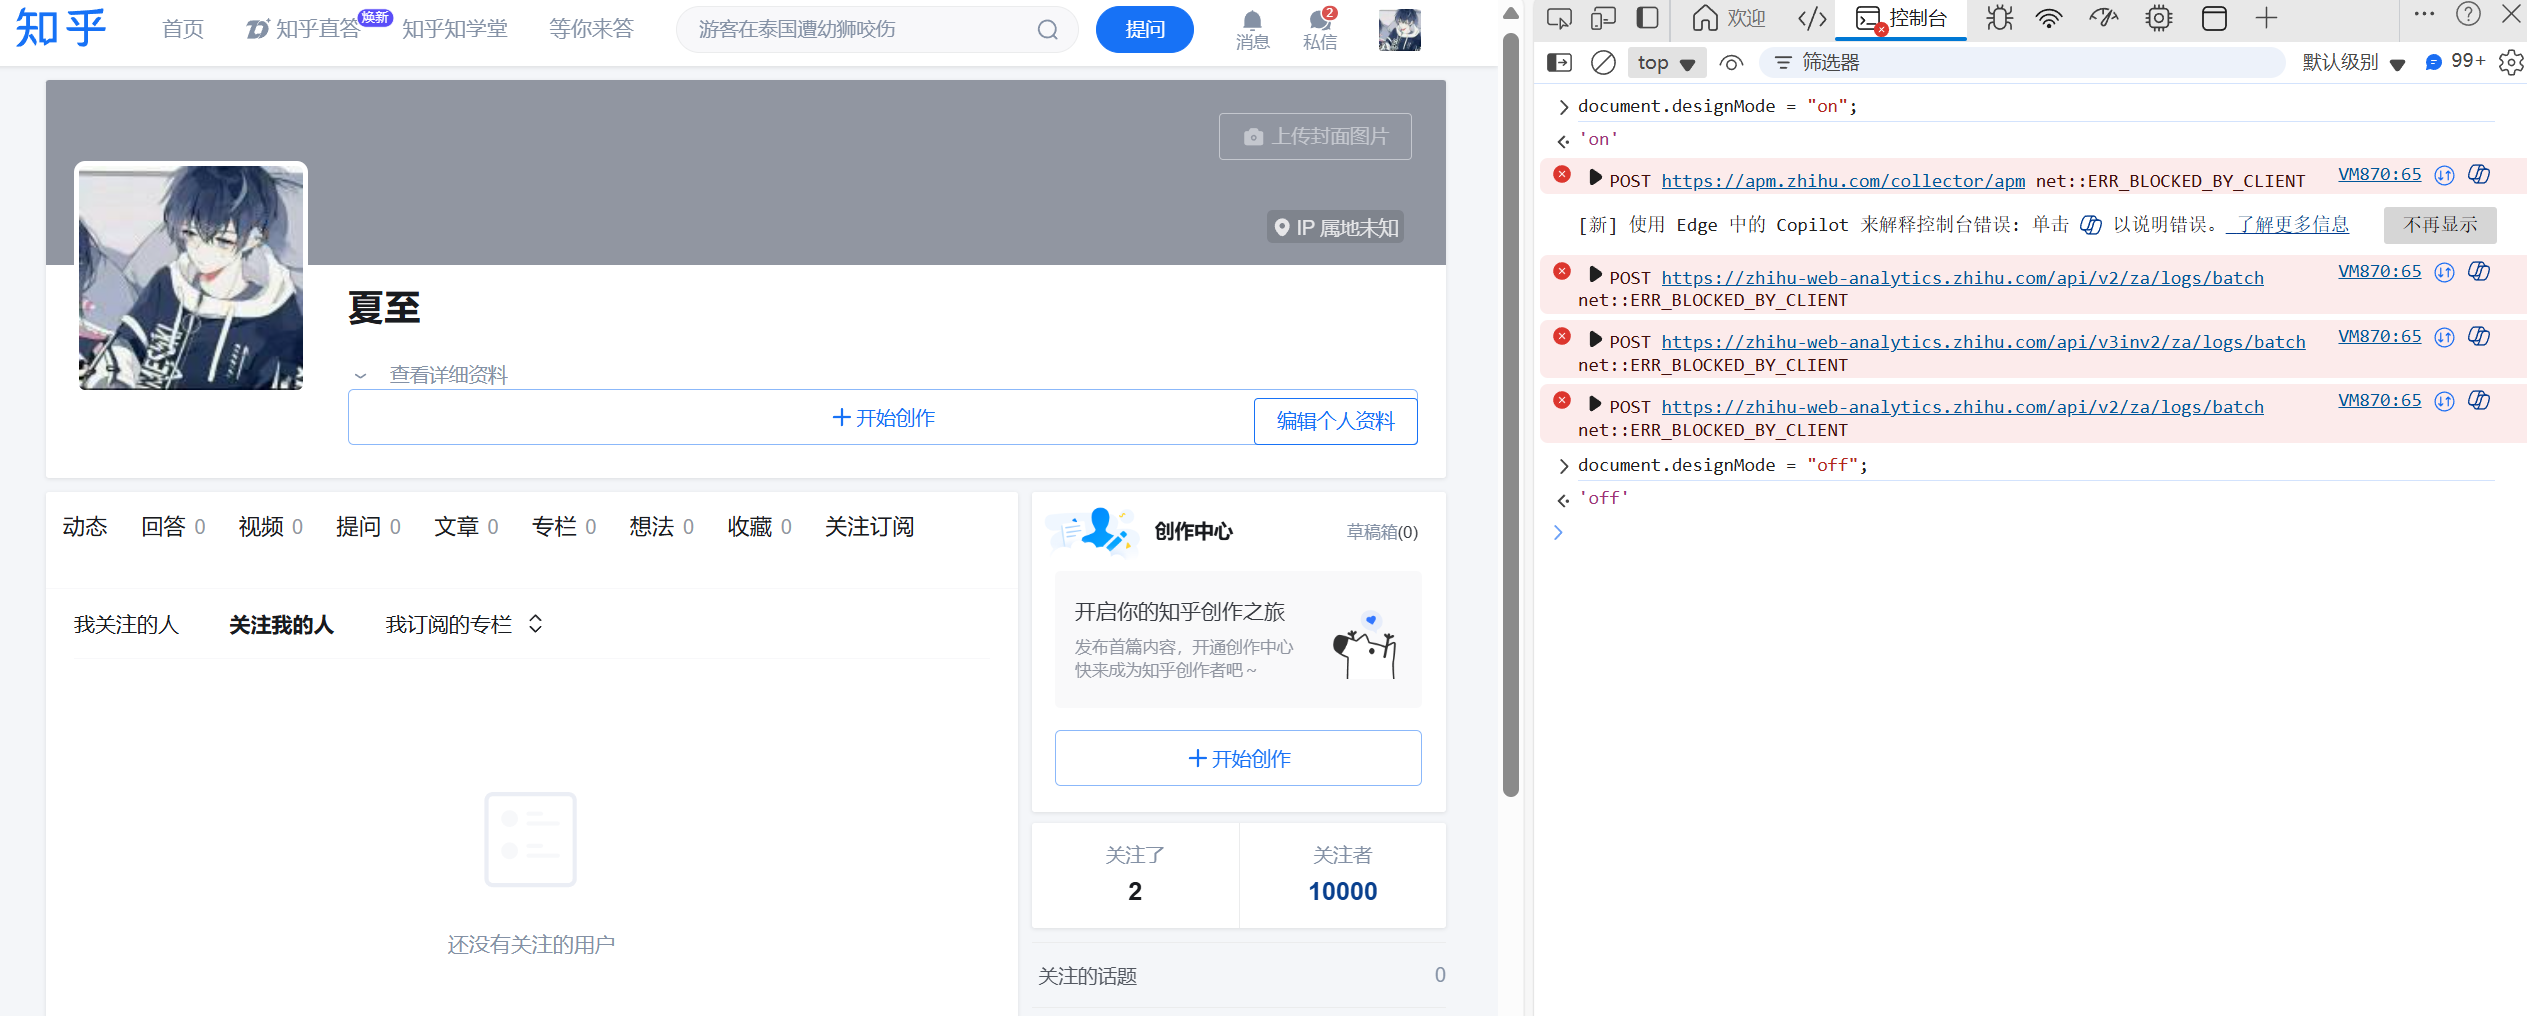 知乎
首页
知乎直答
焕新
知乎知学堂
等你来答
游客在泰国遭幼狮咬伤
提问
消息
2
私信
上传封面图片
IP 属地未知
夏至
查看详细资料
开始创作
编辑个人资料
动态
回答 0
视频 0
提问 0
文章 0
专栏 0
想法 0
收藏 0
关注订阅
我关注的人
关注我的人
我订阅的专栏
还没有关注的用户
创作中心
草稿箱(0)
开启你的知乎创作之旅
发布首篇内容，开通创作中心
快来成为知乎创作者吧 ~
开始创作
关注了
2
关注者
10000
关注的话题
0
欢迎
控制台
top
筛选器
默认级别
99+
document.designMode = "on";
'on'
POST https://apm.zhihu.com/collector/apm net::ERR_BLOCKED_BY_CLIENT
VM870:65
[新] 使用 Edge 中的 Copilot 来解释控制台错误: 单击 以说明错误。 了解更多信息
不再显示
POST https://zhihu-web-analytics.zhihu.com/api/v2/za/logs/batch
VM870:65
net::ERR_BLOCKED_BY_CLIENT
POST https://zhihu-web-analytics.zhihu.com/api/v3inv2/za/logs/batch
VM870:65
net::ERR_BLOCKED_BY_CLIENT
POST https://zhihu-web-analytics.zhihu.com/api/v2/za/logs/batch
VM870:65
net::ERR_BLOCKED_BY_CLIENT
document.designMode = "off";
'off'